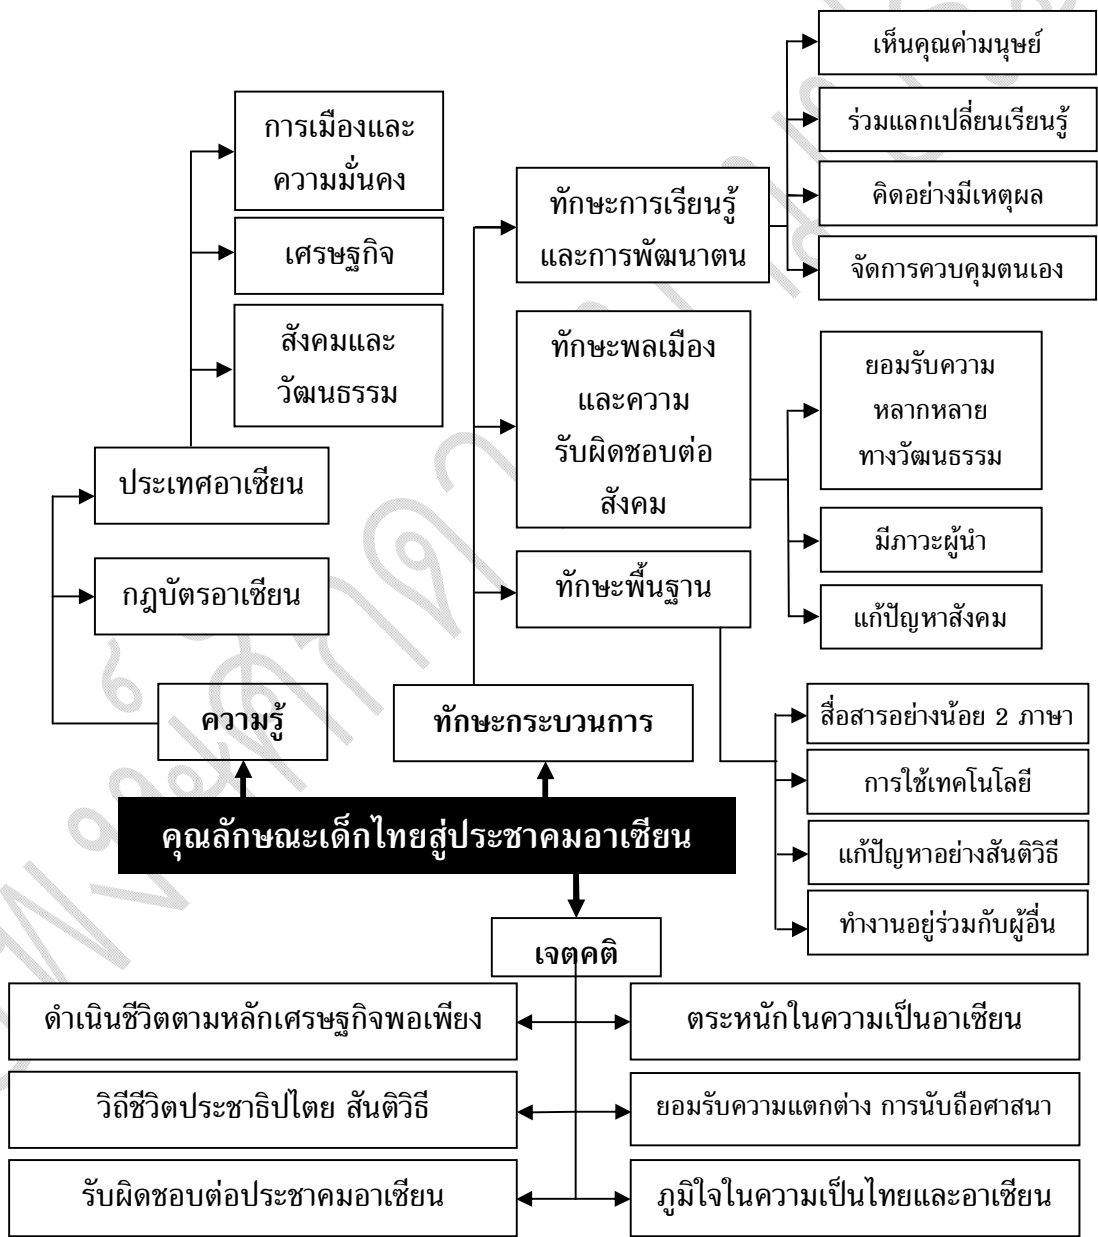 เห็นคุณค่ามนุษย์
ร่วมแลกเปลี่ยนเรียนรู้
คิดอย่างมีเหตุผล
จัดการควบคุมตนเอง
การเมืองและ
ความมั่นคง
เศรษฐกิจ
สังคมและ
วัฒนธรรม
ทักษะการเรียนรู้
และการพัฒนาตน
ทักษะพลเมือง
และความ
รับผิดชอบต่อ
สังคม
ยอมรับความ
หลากหลาย
ทางวัฒนธรรม
มีภาวะผู้นำ
แก้ปัญหาสังคม
ประเทศอาเซียน
กฎบัตรอาเซียน
ทักษะพื้นฐาน
ความรู้
ทักษะกระบวนการ
สื่อสารอย่างน้อย 2 ภาษา
การใช้เทคโนโลยี
แก้ปัญหาอย่างสันติวิธี
ทำงานอยู่ร่วมกับผู้อื่น
คุณลักษณะเด็กไทยสู่ประชาคมอาเซียน
เจตคติ
ดำเนินชีวิตตามหลักเศรษฐกิจพอเพียง
ตระหนักในความเป็นอาเซียน
วิถีชีวิตประชาธิปไตย สันติวิธี
ยอมรับความแตกต่าง การนับถือศาสนา
รับผิดชอบต่อประชาคมอาเซียน
ภูมิใจในความเป็นไทยและอาเซียน